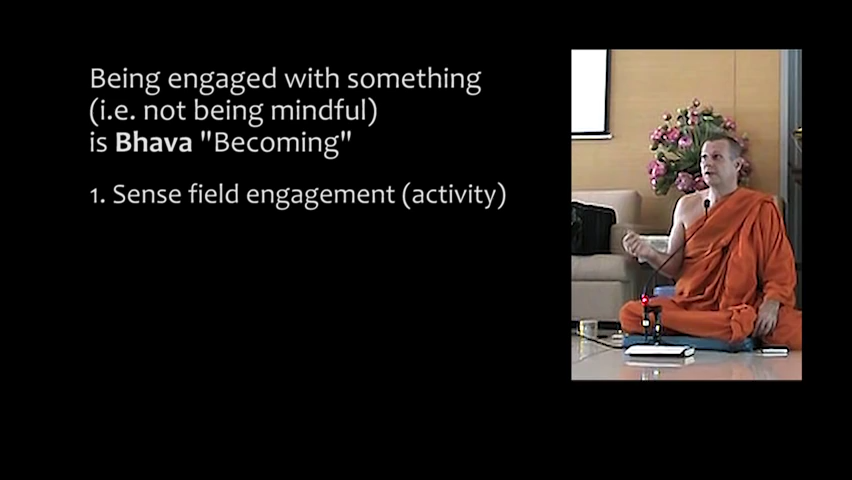 Being engaged with something
(i.e. not being mindful)
is Bhava "Becoming"
1. Sense field engagement (activity)